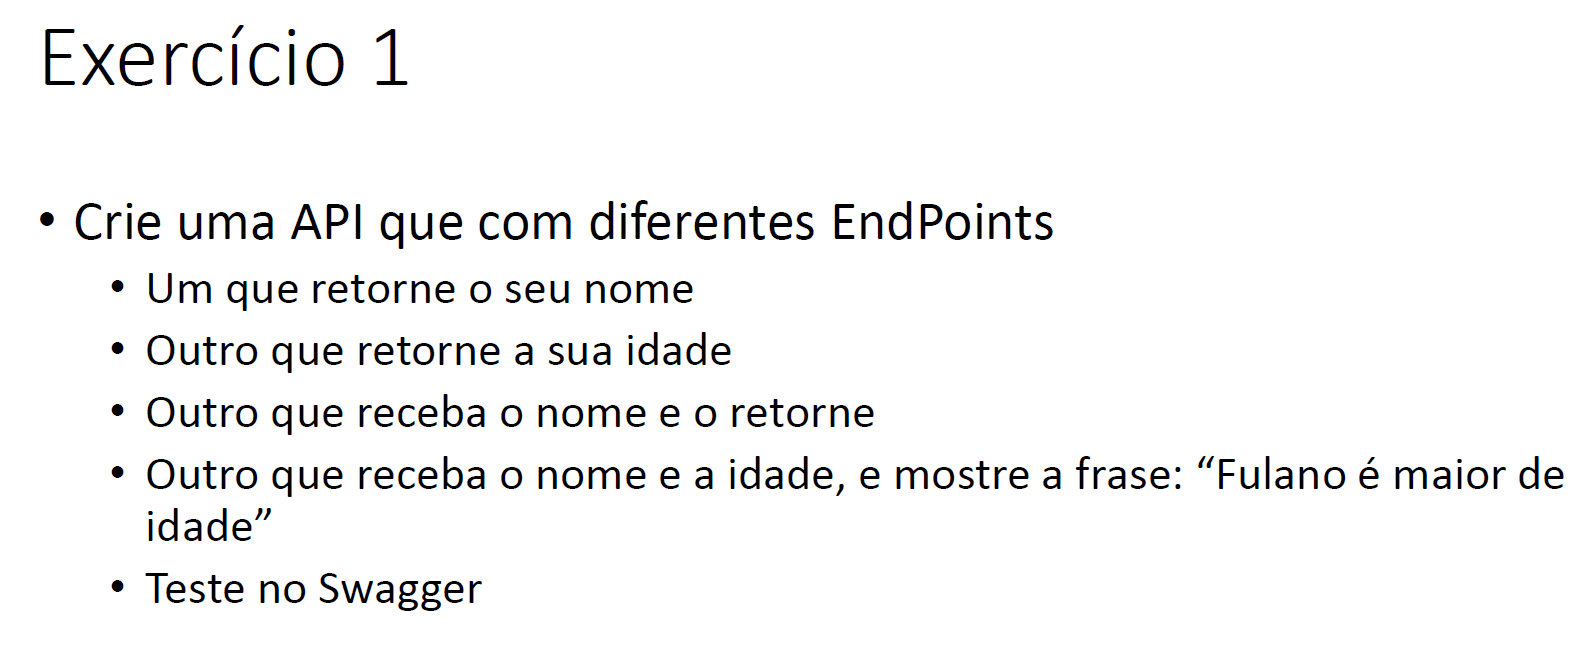 Exercício 1
• Crie uma API que com diferentes EndPoints
• Um que retorne o seu nome
• Outro que retorne a sua idade
• Outro que receba o nome e o retorne
• Outro que receba o nome e a idade, e mostre a frase: “Fulano é maior de
idade”
• Teste no Swagger